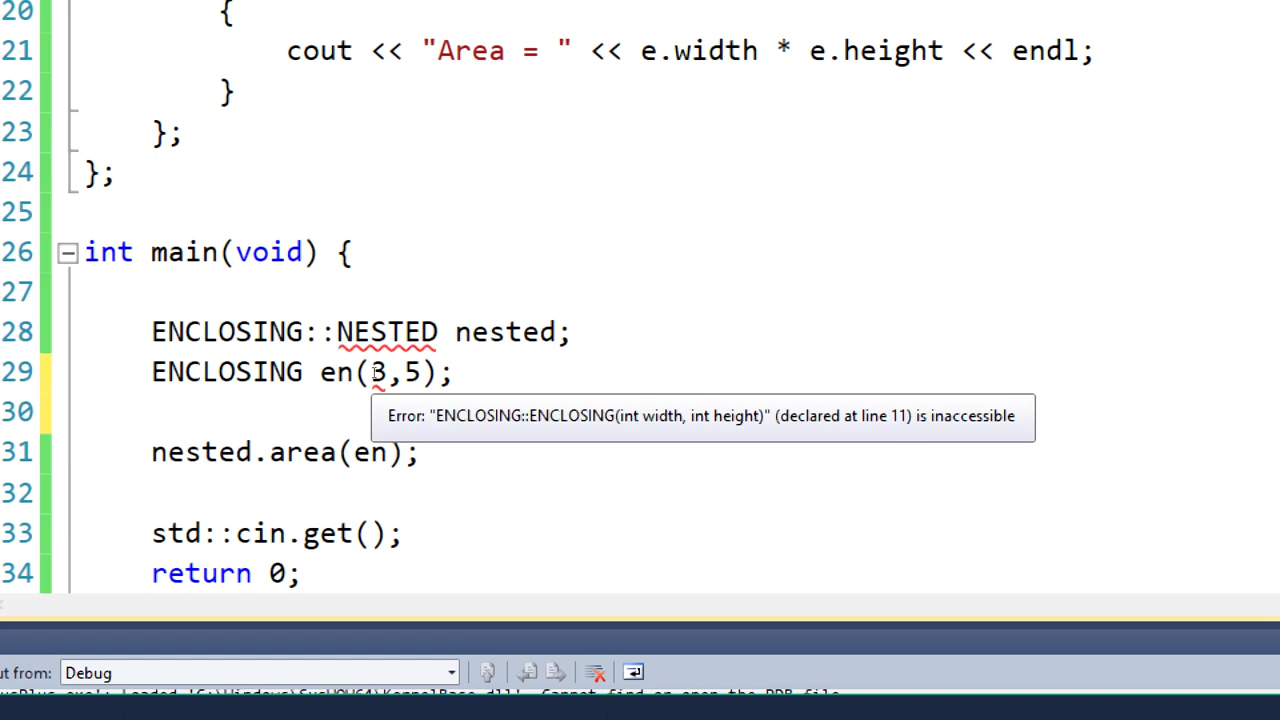 20 {
21 cout << "Area = " << e.width * e.height << endl;
22 }
23 };
24 };
25
26 int main(void) {
27
28 ENCLOSING::NESTED nested;
29 ENCLOSING en(3,5);
30 Error: "ENCLOSING::ENCLOSING(int width, int height)" (declared at line 11) is inaccessible
31 nested.area(en);
32
33 std::cin.get();
34 return 0;
ut from: Debug